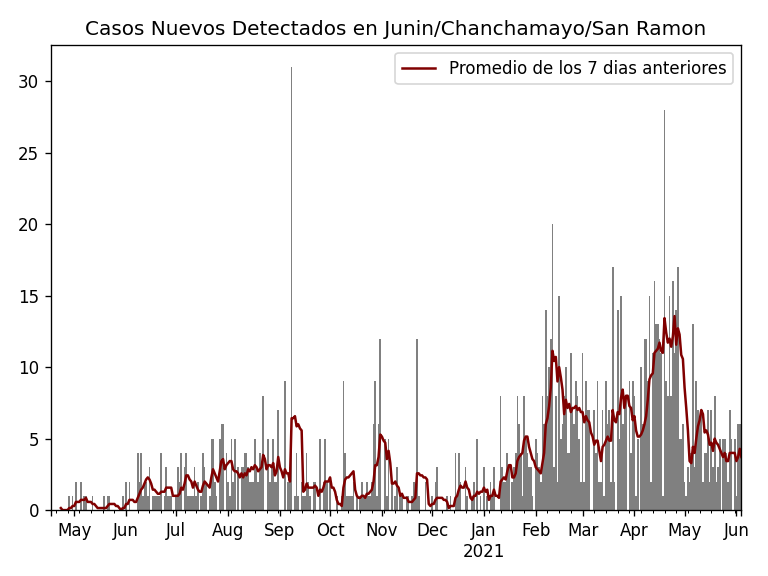 Casos Nuevos Detectados en Junin/Chanchamayo/San Ramon
Promedio de los 7 dias anteriores
30
25
20
15
10
5
0
May Jun Jul Aug Sep Oct Nov Dec Jan Feb Mar Apr May Jun
2021